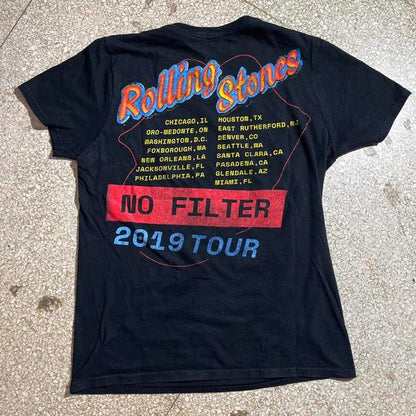 Rolling Stones
CHICAGO,IL
ORO-MEDONTE,ON
WASHINGTON,D.C.
FOXBOROUGH,MA
NEW ORLEANS,LA
JACKSONVILLE,FL
PHILADELPHIA,PA
HOUSTON,TX
EAST RUTHERFORD,NJ
DENVER,CO
SEATTLE,WA
SANTA CLARA,CA
PASADENA,CA
GLENDALE,AZ
MIAMI,FL
NO FILTER
2019 TOUR